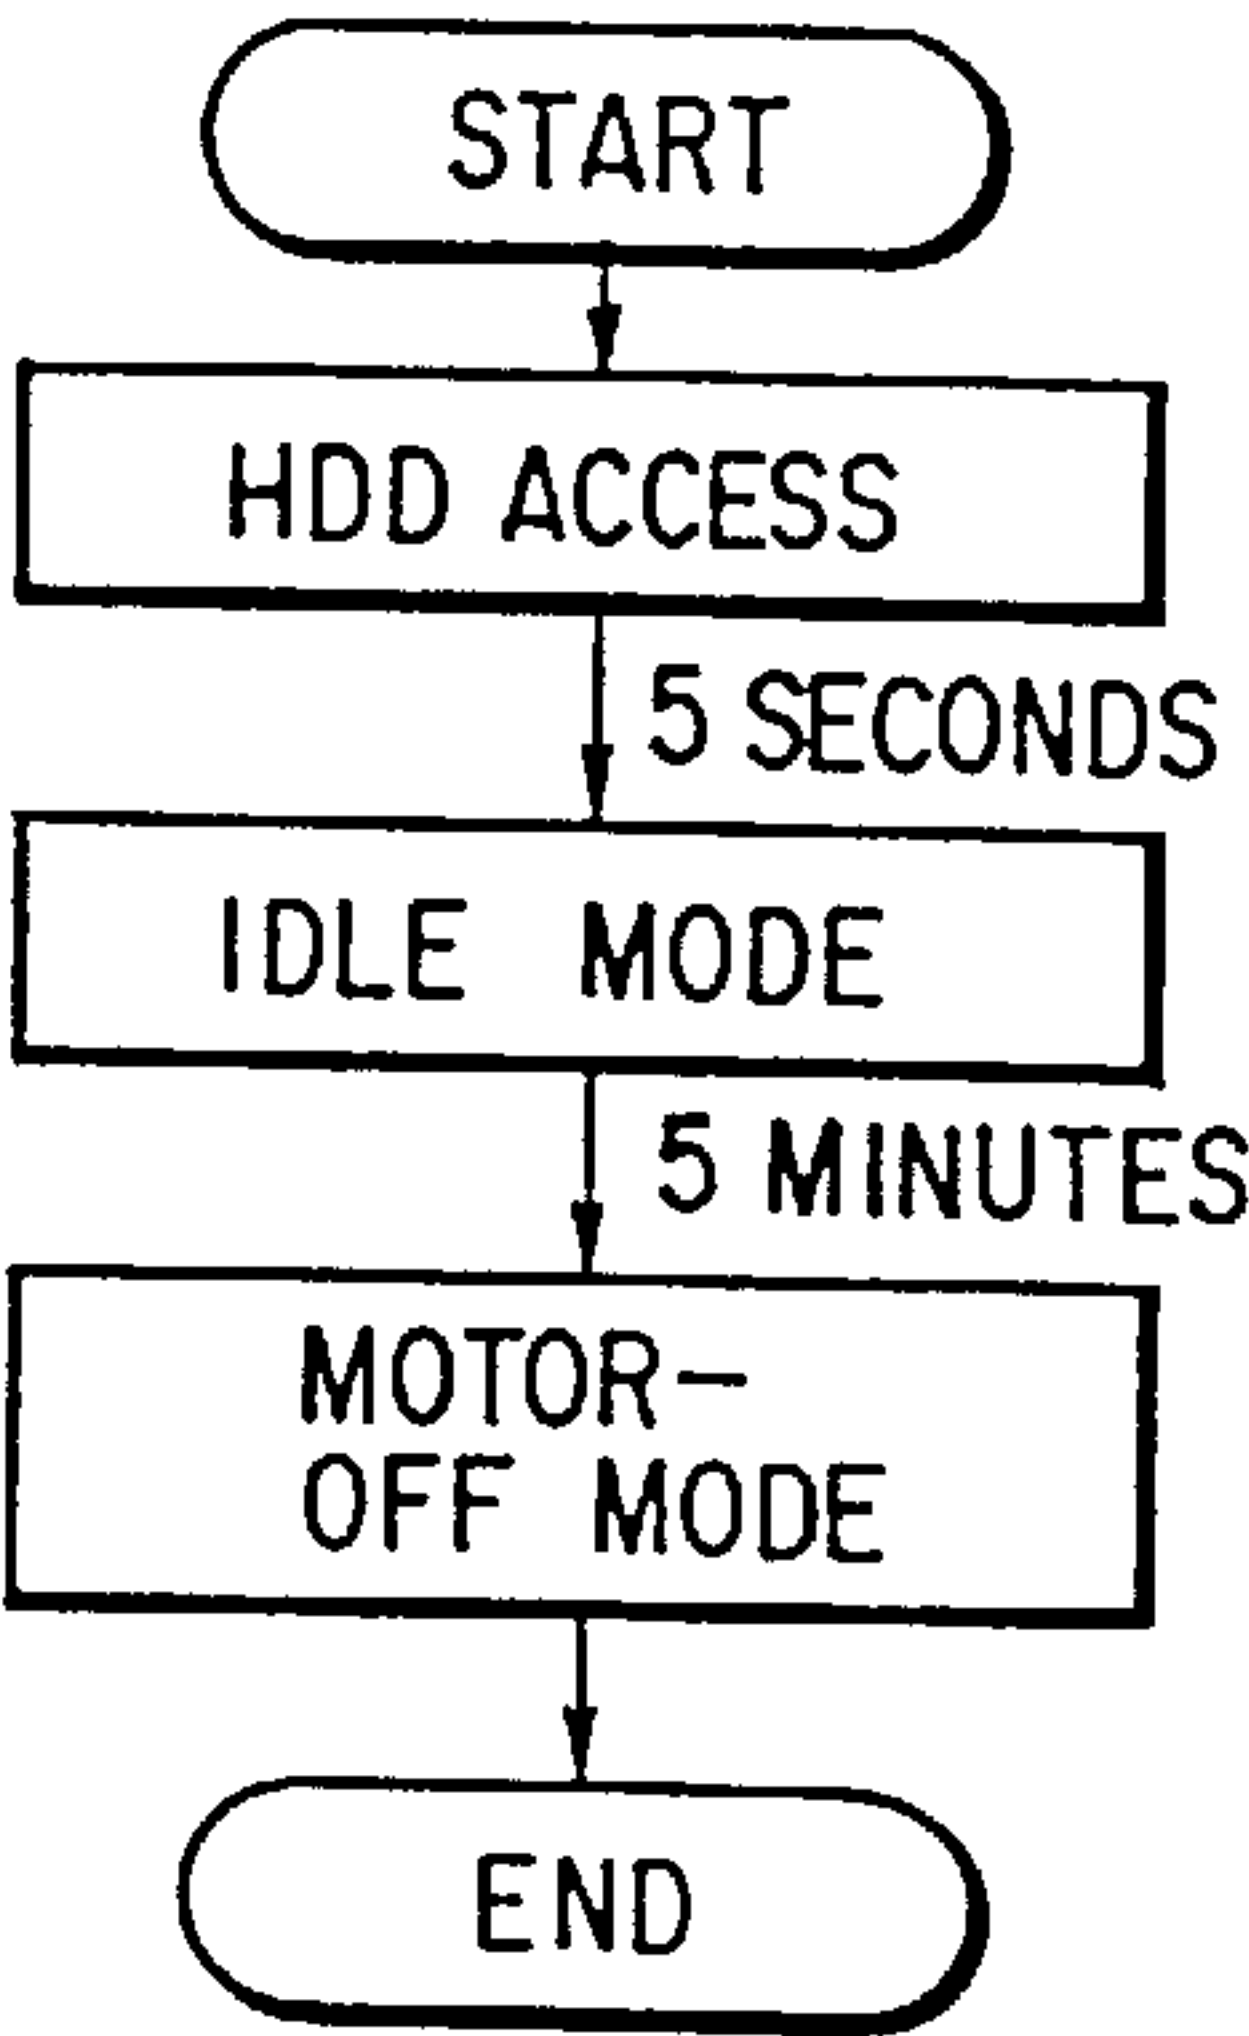 START
HDD ACCESS
5 SECONDS
IDLE MODE
5 MINUTES
MOTOR-
OFF MODE
END